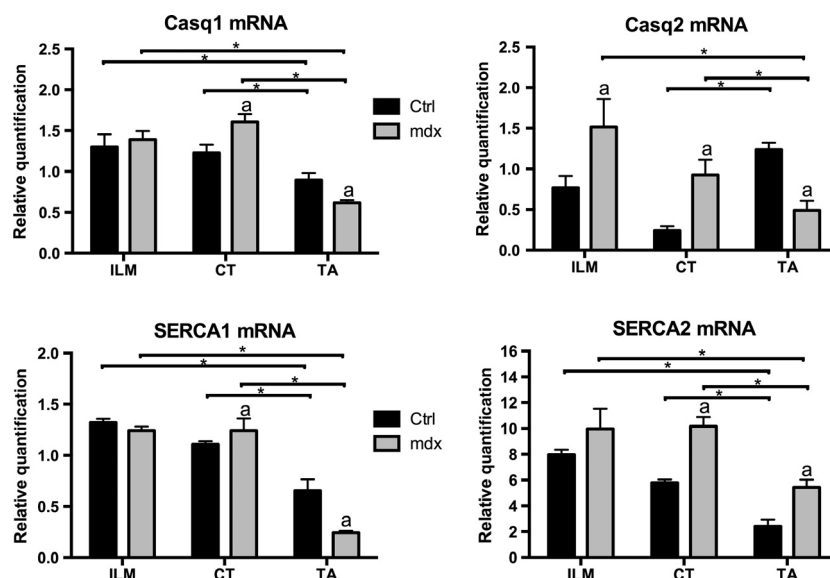 Casq1 mRNA
Relative quantification
2.0
1.5
1.0
0.5
0.0
*
*
*
*
a
a
ILM CT TA
Ctrl
mdx
Casq2 mRNA
Relative quantification
2.5
2.0
1.5
1.0
0.5
0.0
*
*
*
a
a
a
ILM CT TA
SERCA1 mRNA
Relative quantification
2.0
1.5
1.0
0.5
0.0
*
*
*
*
a
a
ILM CT TA
Ctrl
mdx
SERCA2 mRNA
Relative quantification
16
14
12
10
8
6
4
2
0
*
*
*
*
a
a
ILM CT TA